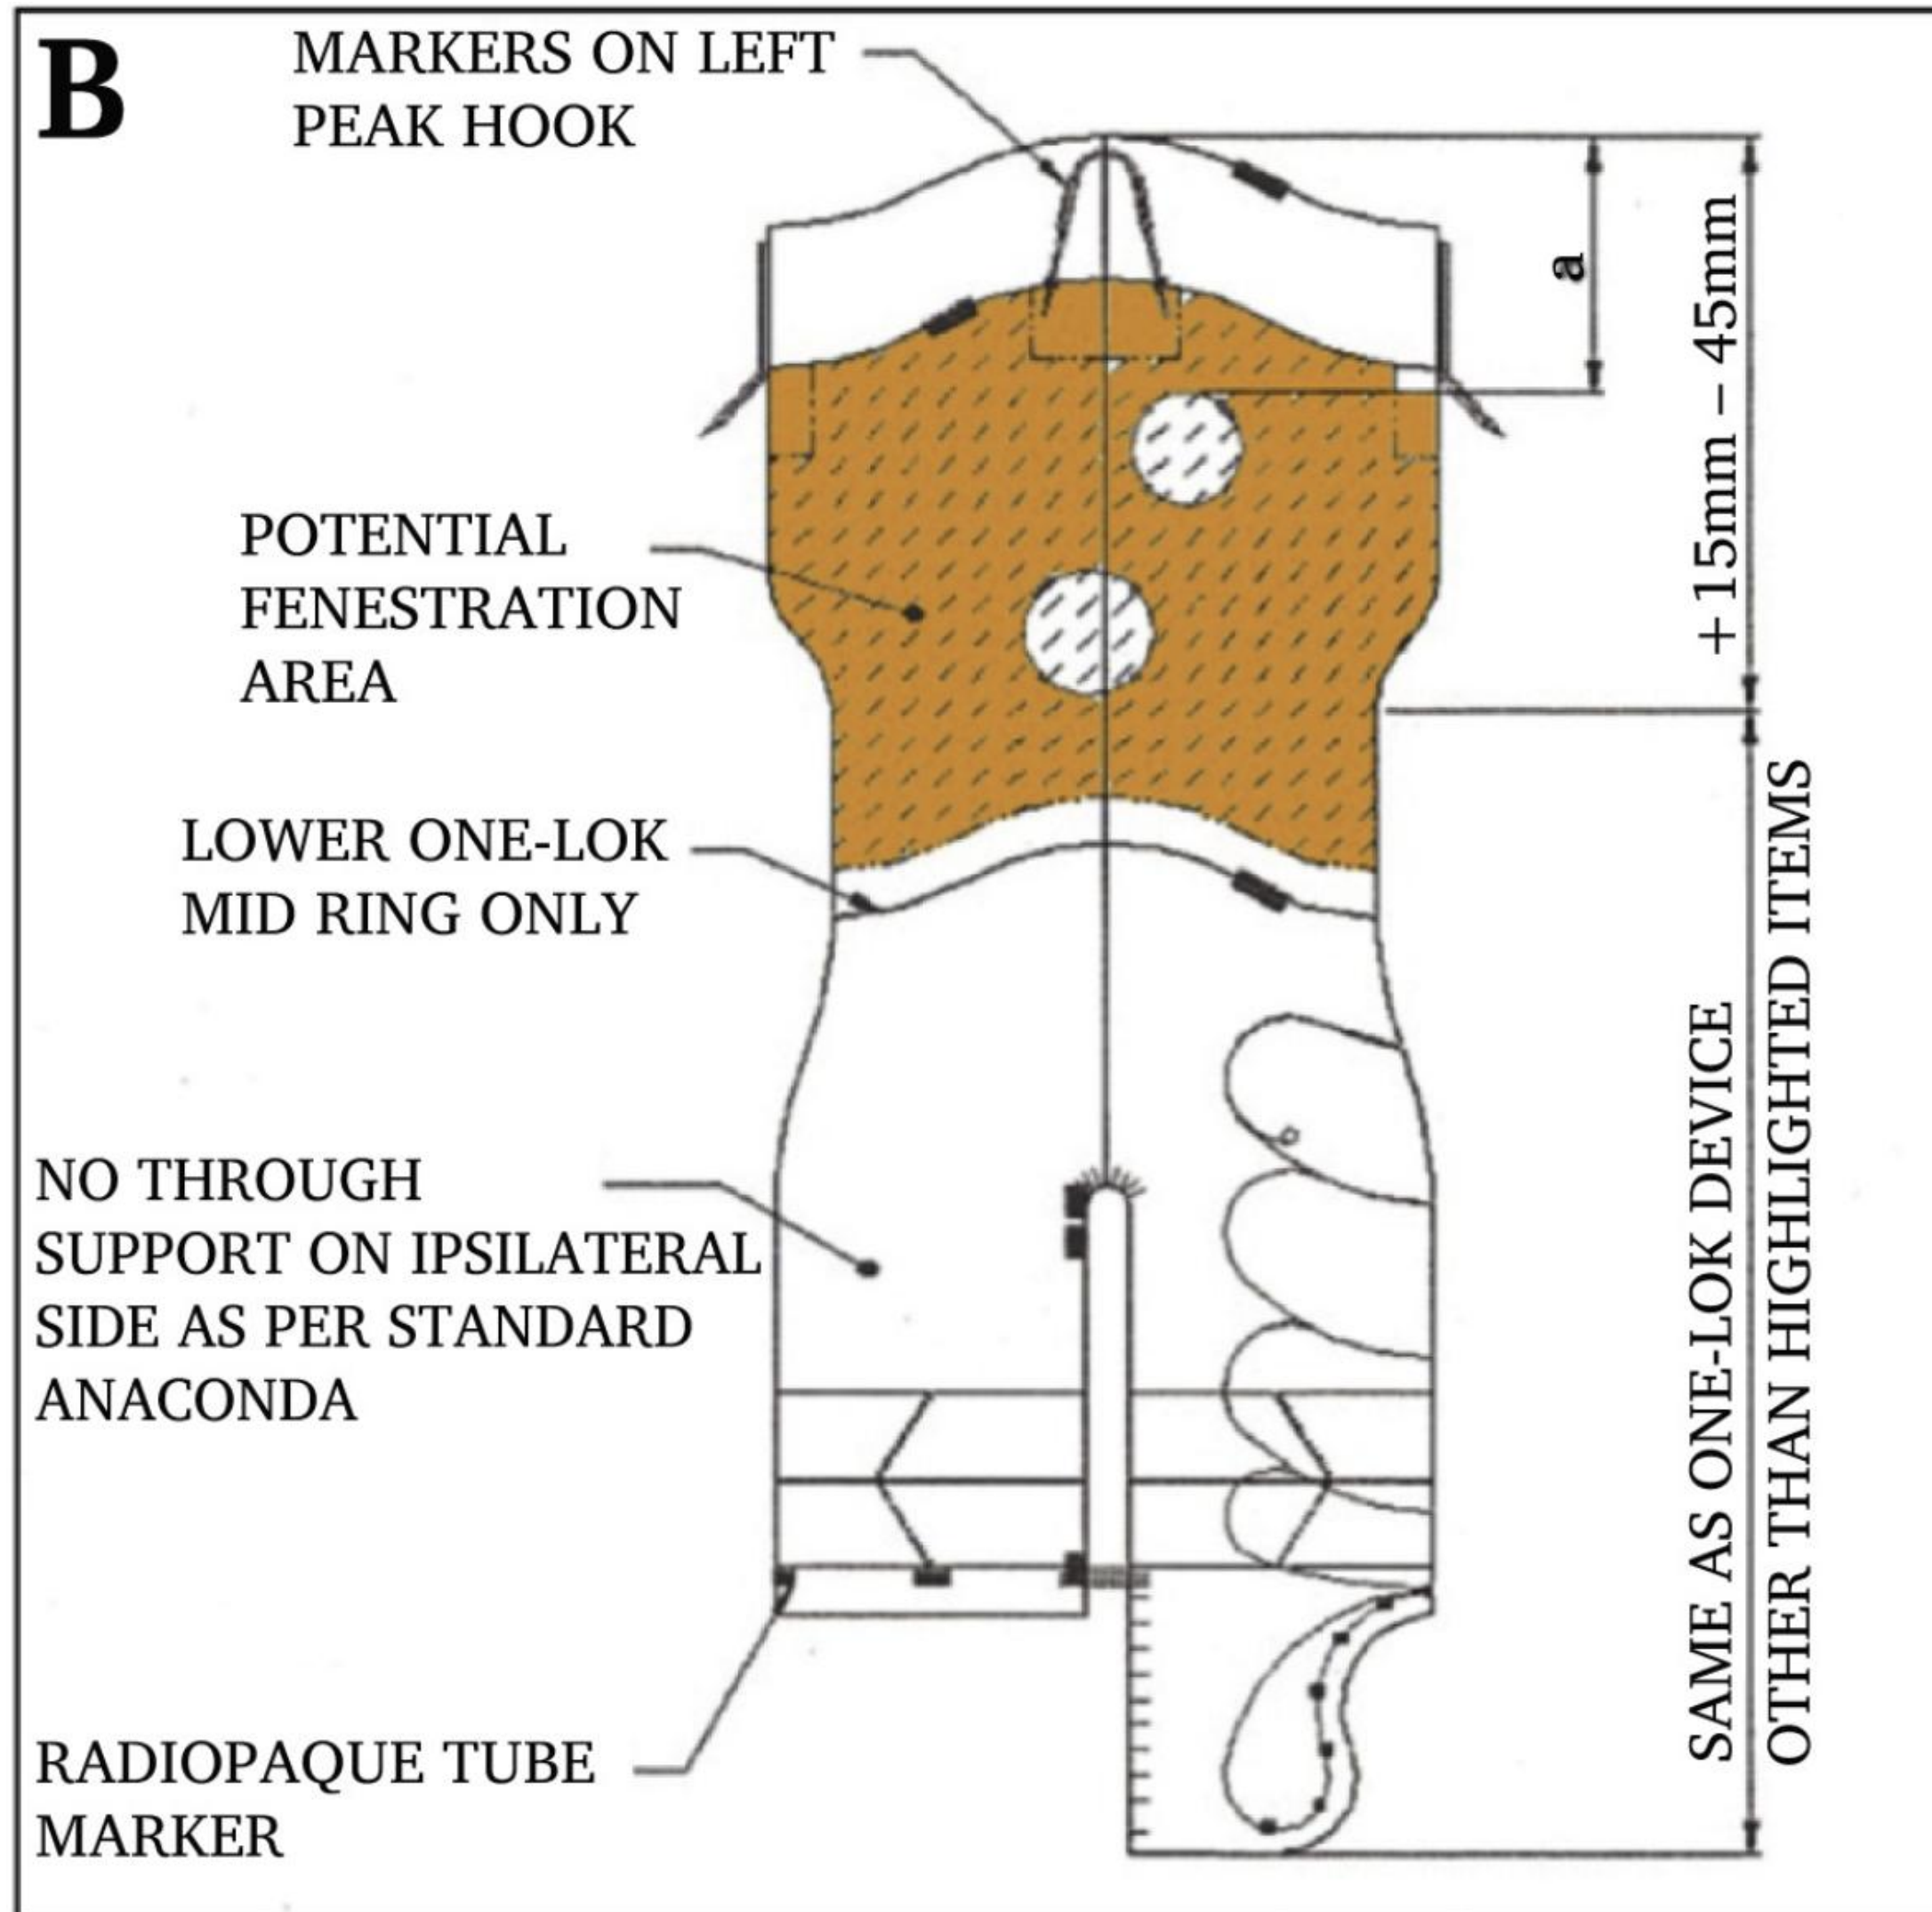 B
MARKERS ON LEFT
PEAK HOOK
a
+15mm – 45mm
POTENTIAL
FENESTRATION
AREA
LOWER ONE-LOK
MID RING ONLY
NO THROUGH
SUPPORT ON IPSILATERAL
SIDE AS PER STANDARD
ANACONDA
RADIOPAQUE TUBE
MARKER
SAME AS ONE-LOK DEVICE
OTHER THAN HIGHLIGHTED ITEMS